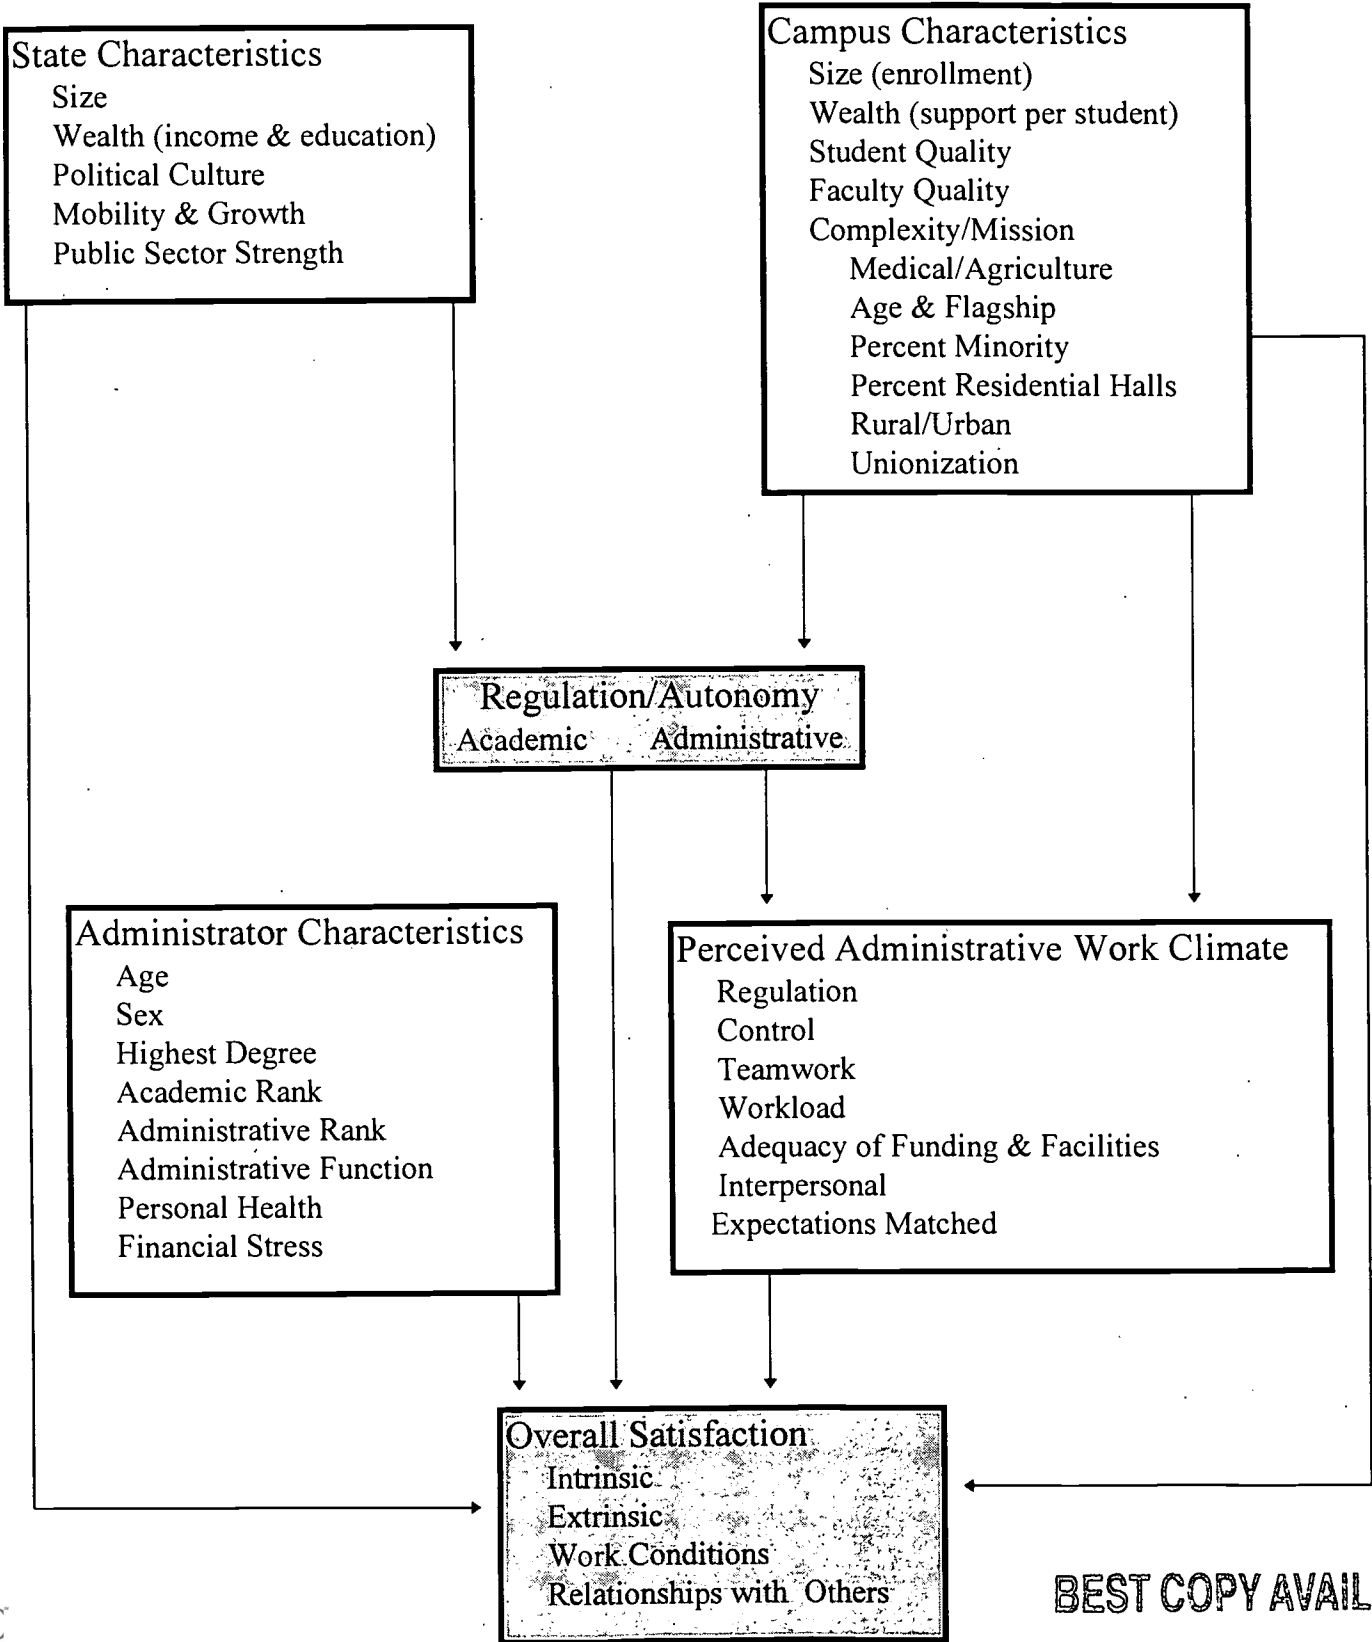 State Characteristics
Size
Wealth (income & education)
Political Culture
Mobility & Growth
Public Sector Strength
Campus Characteristics
Size (enrollment)
Wealth (support per student)
Student Quality
Faculty Quality
Complexity/Mission
Medical/Agriculture
Age & Flagship
Percent Minority
Percent Residential Halls
Rural/Urban
Unionization
Regulation/Autonomy
Academic Administrative
Administrator Characteristics
Age
Sex
Highest Degree
Academic Rank
Administrative Rank
Administrative Function
Personal Health
Financial Stress
Perceived Administrative Work Climate
Regulation
Control
Teamwork
Workload
Adequacy of Funding & Facilities
Interpersonal
Expectations Matched
Overall Satisfaction
Intrinsic
Extrinsic
Work Conditions
Relationships with Others
BEST COPY AVAIL